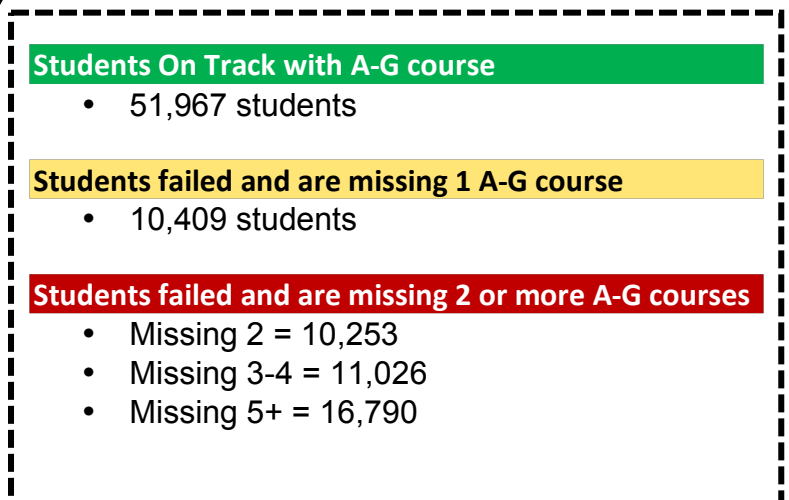 Students On Track with A-G course
• 51,967 students
Students failed and are missing 1 A-G course
• 10,409 students
Students failed and are missing 2 or more A-G courses
• Missing 2 = 10,253
• Missing 3-4 = 11,026
• Missing 5+ = 16,790